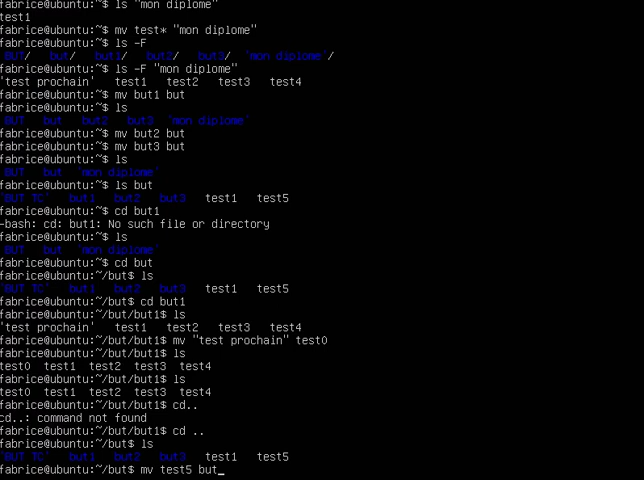 fabrice@ubuntu:~$ ls "mon diplome"
test1
fabrice@ubuntu:~$ mv test* "mon diplome"
fabrice@ubuntu:~$ ls -F
BUT/ but/ but1/ but2/ but3/ 'mon diplome'/
fabrice@ubuntu:~$ ls -F "mon diplome"
'test prochain' test1 test2 test3 test4
fabrice@ubuntu:~$ mv but1 but
fabrice@ubuntu:~$ ls
BUT but but2 but3 'mon diplome'
fabrice@ubuntu:~$ mv but2 but
fabrice@ubuntu:~$ mv but3 but
fabrice@ubuntu:~$ ls
BUT but 'mon diplome'
fabrice@ubuntu:~$ ls but
'BUT TC' but1 but2 but3 test1 test5
fabrice@ubuntu:~$ cd but1
-bash: cd: but1: No such file or directory
fabrice@ubuntu:~$ ls
BUT but 'mon diplome'
fabrice@ubuntu:~$ cd but
fabrice@ubuntu:~/but$ ls
'BUT TC' but1 but2 but3 test1 test5
fabrice@ubuntu:~/but$ cd but1
fabrice@ubuntu:~/but/but1$ ls
'test prochain' test1 test2 test3 test4
fabrice@ubuntu:~/but/but1$ mv "test prochain" test0
fabrice@ubuntu:~/but/but1$ ls
test0 test1 test2 test3 test4
fabrice@ubuntu:~/but/but1$ ls
test0 test1 test2 test3 test4
fabrice@ubuntu:~/but/but1$ cd..
cd..: command not found
fabrice@ubuntu:~/but/but1$ cd ..
fabrice@ubuntu:~/but$ ls
'BUT TC' but1 but2 but3 test1 test5
fabrice@ubuntu:~/but$ mv test5 but_